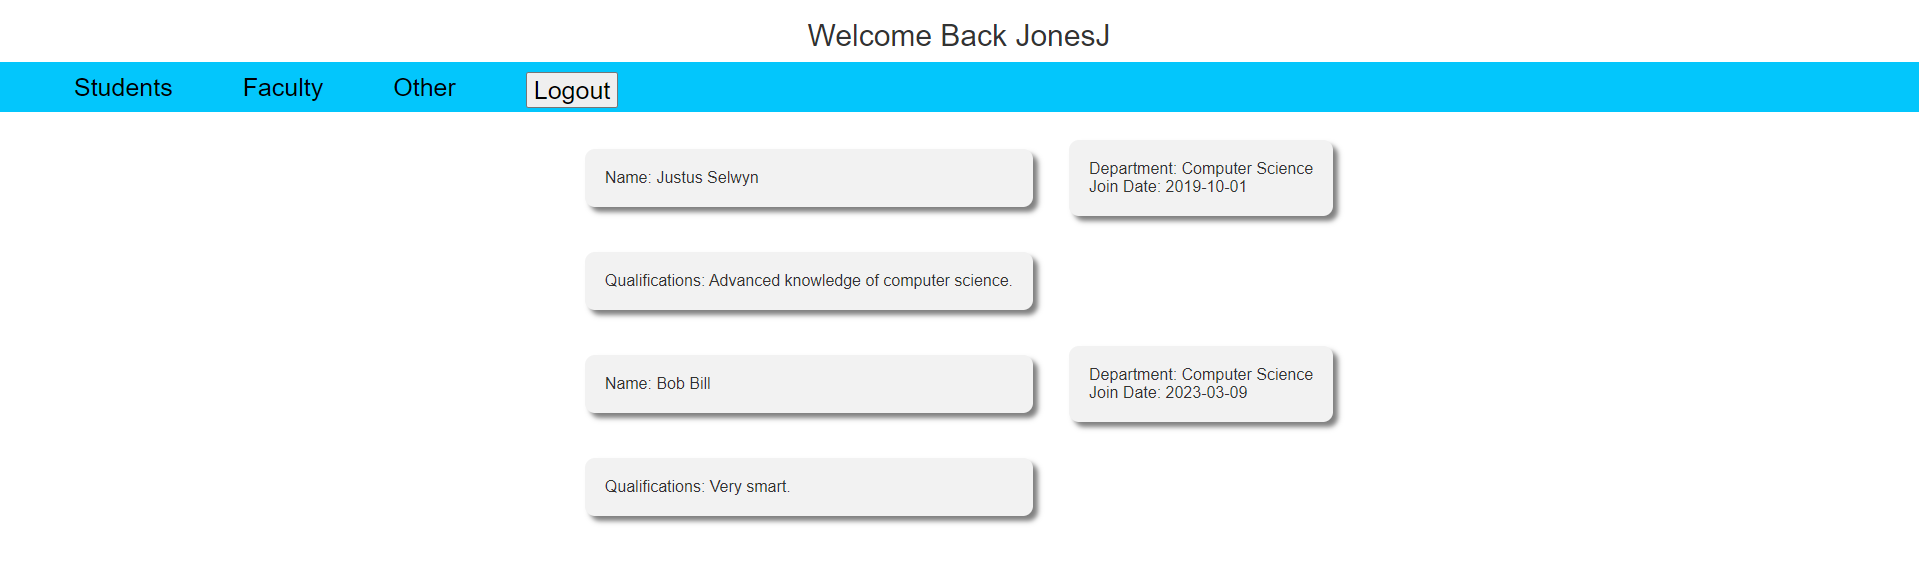 Welcome Back JonesJ
Students Faculty Other Logout
Name: Justus Selwyn
Department: Computer Science
Join Date: 2019-10-01
Qualifications: Advanced knowledge of computer science.
Name: Bob Bill
Department: Computer Science
Join Date: 2023-03-09
Qualifications: Very smart.